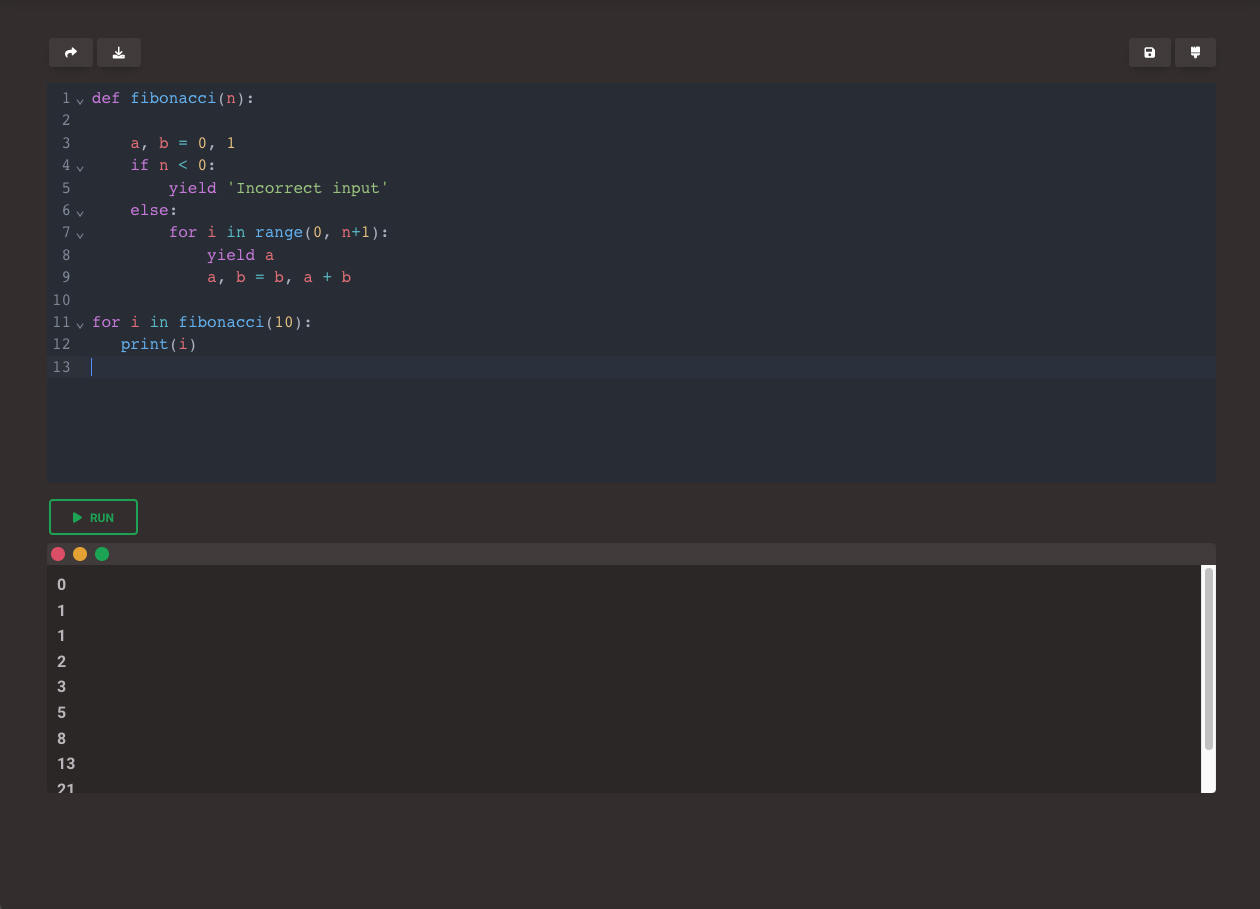 1 def fibonacci(n):
2
3     a, b = 0, 1
4     if n < 0:
5         yield 'Incorrect input'
6     else:
7         for i in range(0, n+1):
8             yield a
9             a, b = b, a + b
10
11 for i in fibonacci(10):
12    print(i)
13
RUN
0
1
1
2
3
5
8
13
21